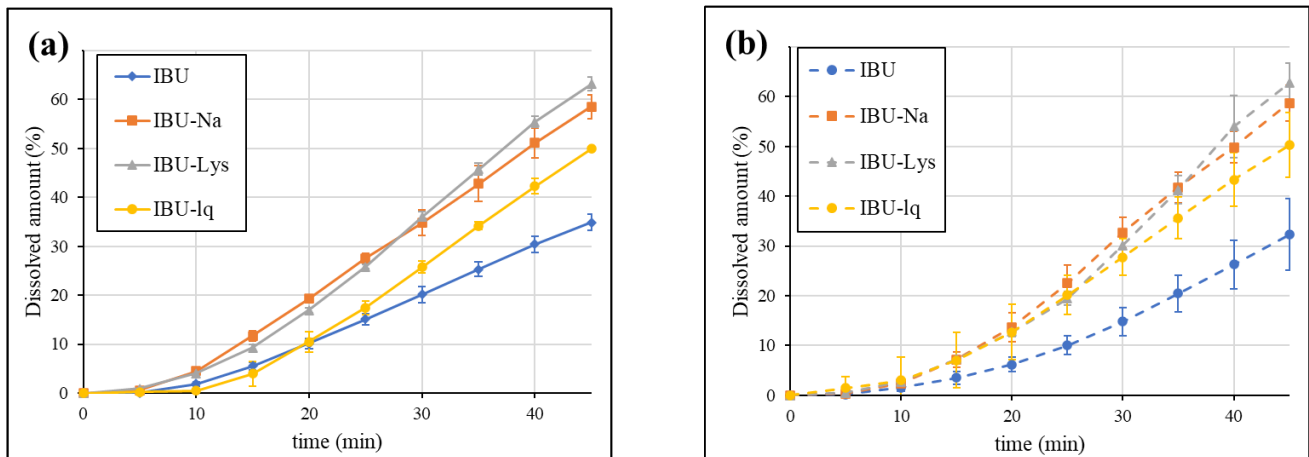 (a)
IBU
IBU-Na
IBU-Lys
IBU-lq
Dissolved amount (%)
60
50
40
30
20
10
0
0 10 20 30 40
time (min)
(b)
IBU
IBU-Na
IBU-Lys
IBU-lq
Dissolved amount (%)
60
50
40
30
20
10
0
0 10 20 30 40
time (min)